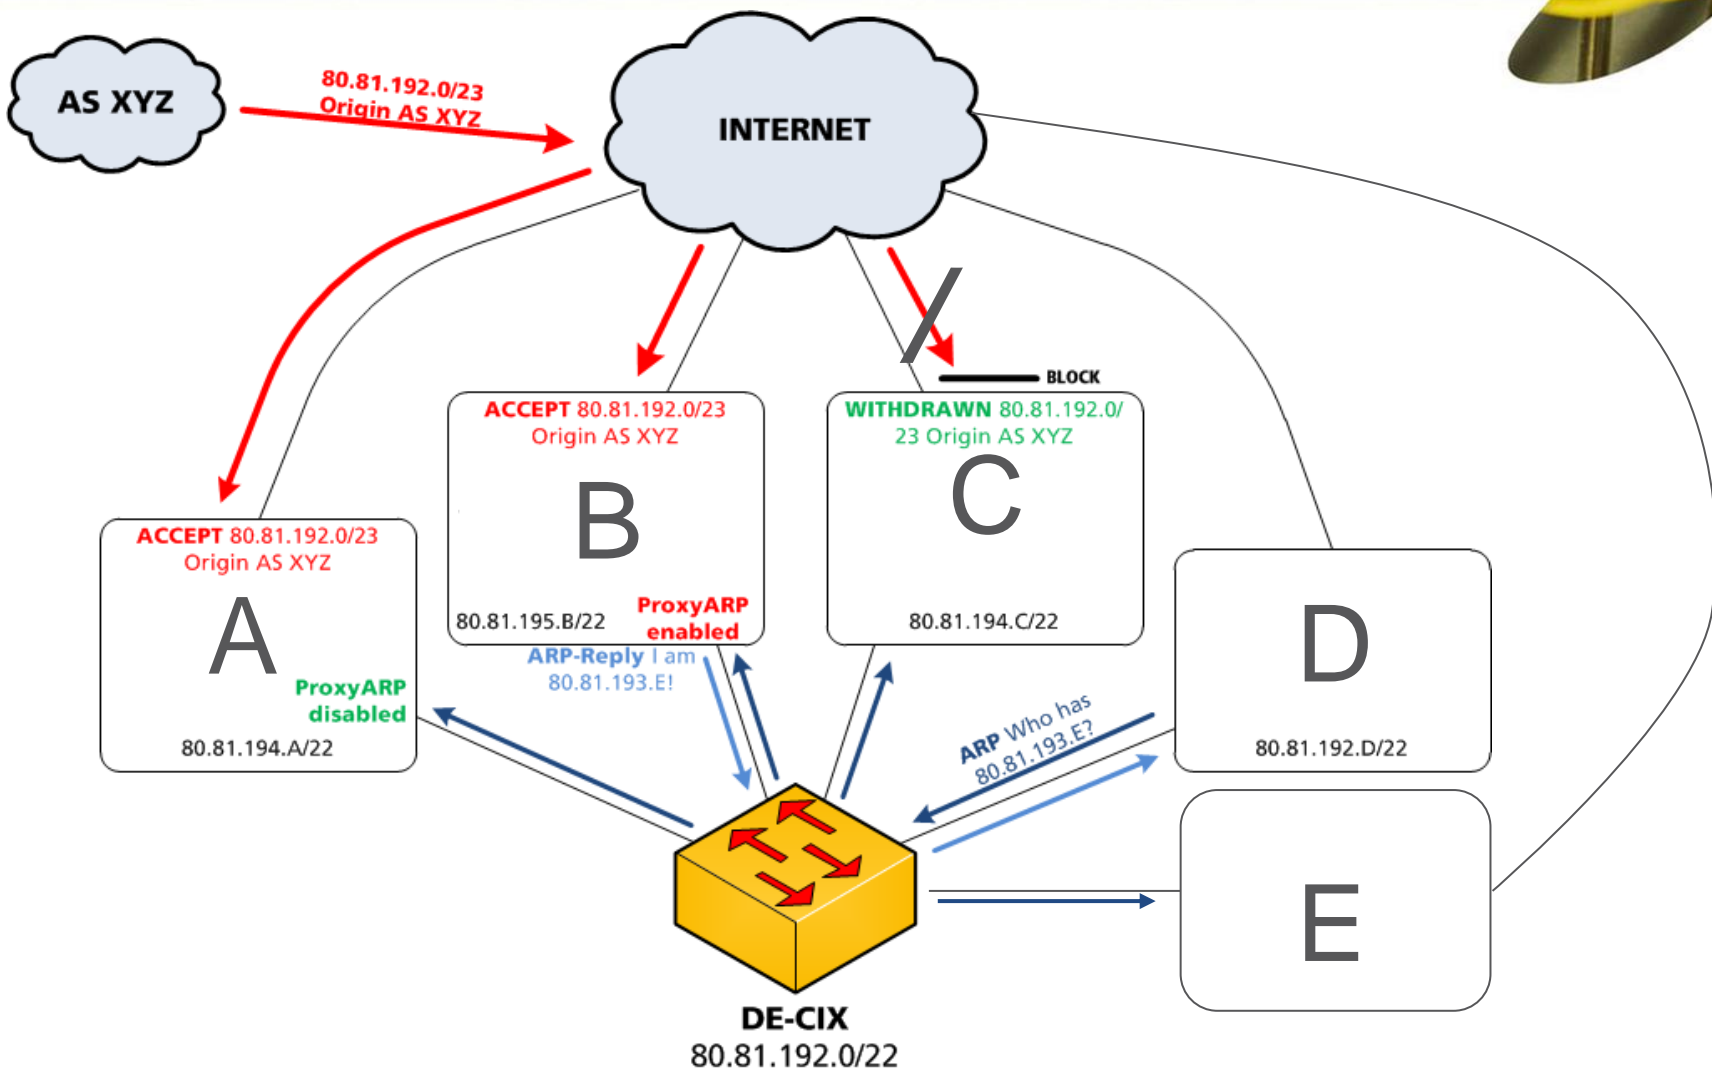 AS XYZ
80.81.192.0/23
Origin AS XYZ
INTERNET
BLOCK
ACCEPT 80.81.192.0/23
Origin AS XYZ
B
80.81.195.B/22
ProxyARP
enabled
WITHDRAWN 80.81.192.0/
23 Origin AS XYZ
C
80.81.194.C/22
ACCEPT 80.81.192.0/23
Origin AS XYZ
A
ProxyARP
disabled
80.81.194.A/22
ARP-Reply I am
80.81.193.E!
D
80.81.192.D/22
ARP Who has
80.81.193.E?
E
DE-CIX
80.81.192.0/22